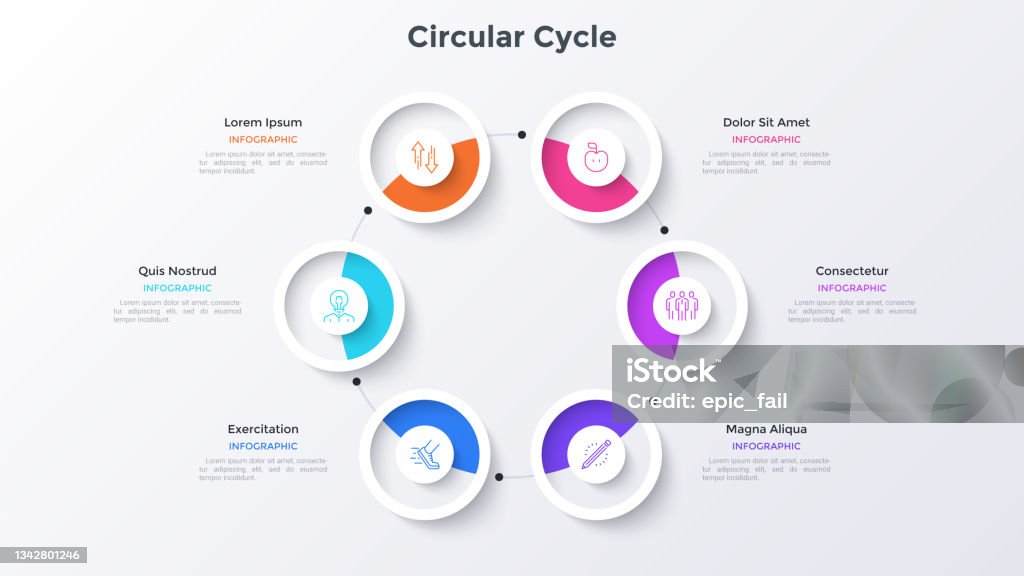 Circular Cycle
Lorem Ipsum
INFOGRAPHIC
Lorem ipsum dolor sit amet, consecte-
tur adipiscing elit, sed do eiusmod
tempor incididunt.
Dolor Sit Amet
INFOGRAPHIC
Lorem ipsum dolor sit amet, consecte-
tur adipiscing elit, sed do eiusmod
tempor incididunt.
Quis Nostrud
INFOGRAPHIC
Lorem ipsum dolor sit amet, consecte-
tur adipiscing elit, sed do eiusmod
tempor incididunt.
Consectetur
INFOGRAPHIC
Lorem ipsum dolor sit amet, consecte-
tur adipiscing elit, sed do eiusmod
tempor incididunt.
iStock™
Credit: epic_fail
Exercitation
INFOGRAPHIC
Lorem ipsum dolor sit amet, consecte-
tur adipiscing elit, sed do eiusmod
tempor incididunt.
Magna Aliqua
INFOGRAPHIC
Lorem ipsum dolor sit amet, consecte-
tur adipiscing elit, sed do eiusmod
tempor incididunt.
1342801246